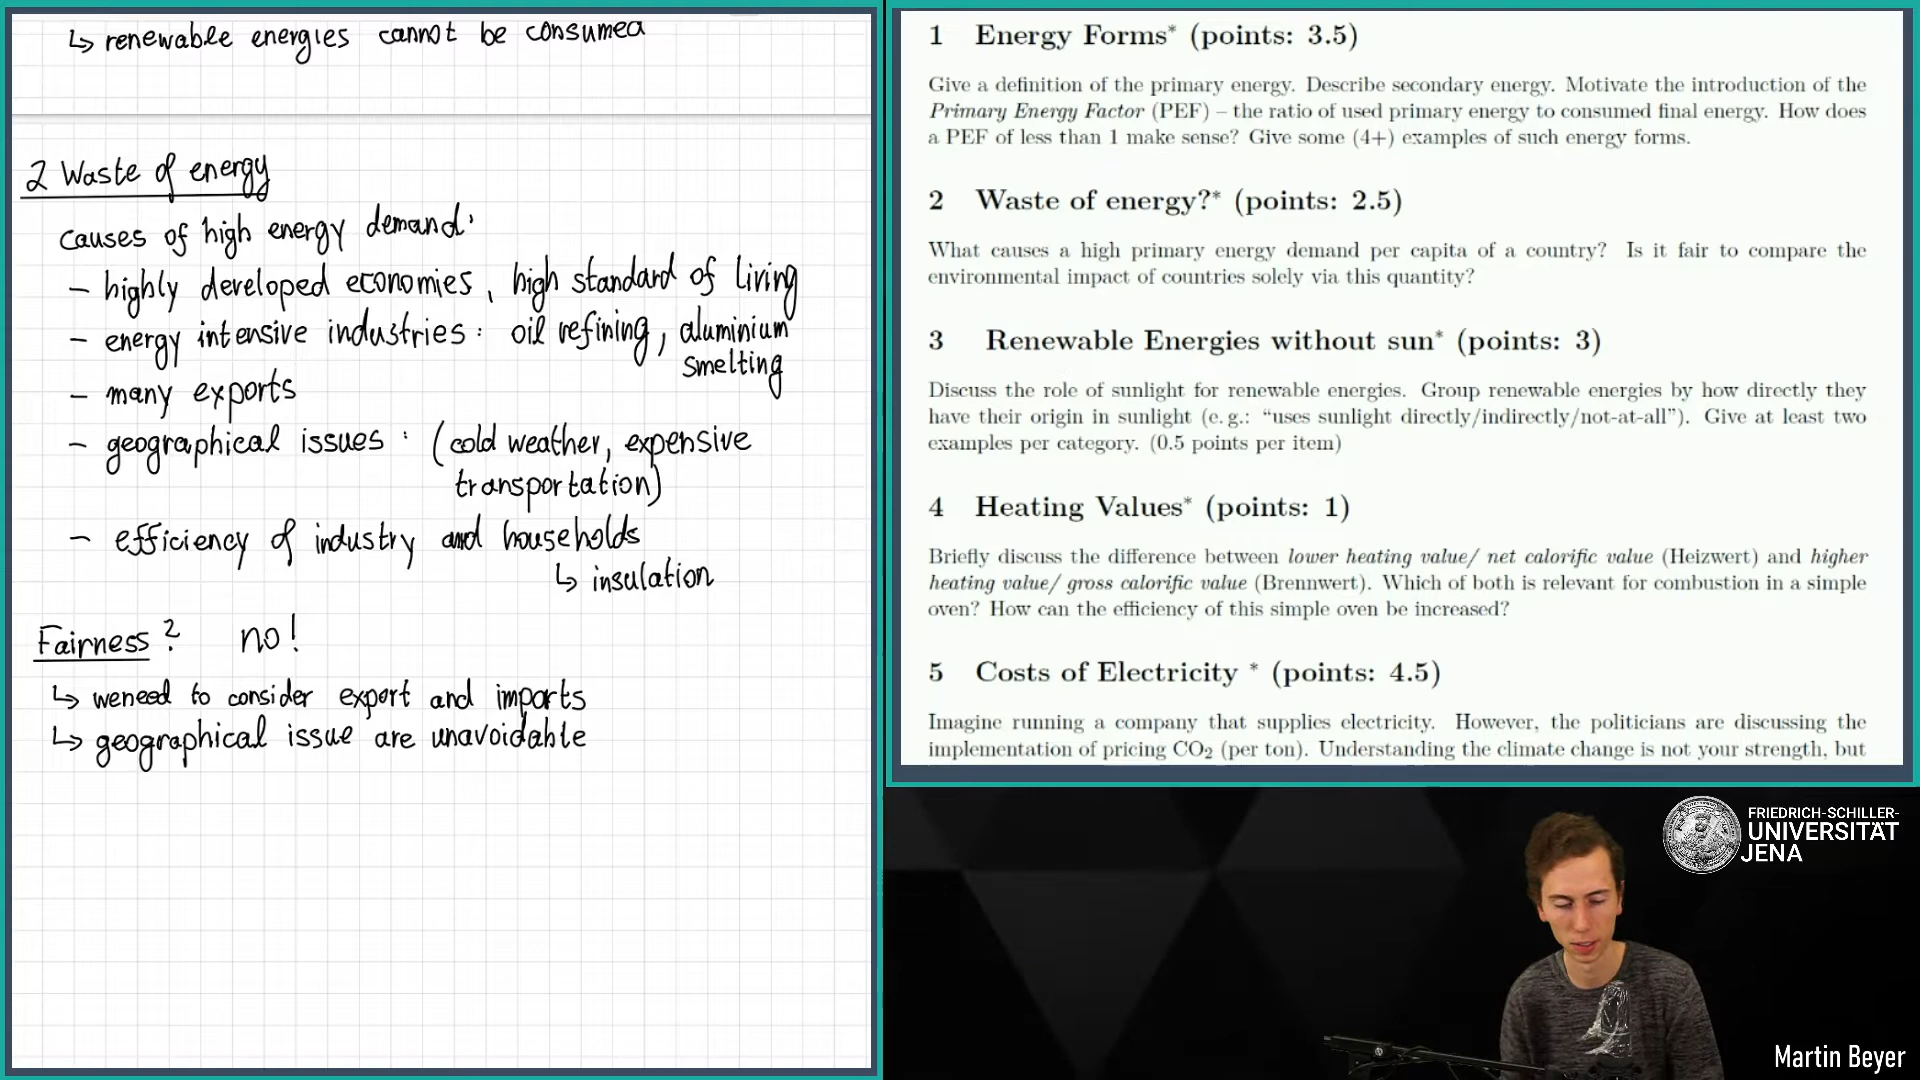 ↳ renewable energies cannot be consumed
2 Waste of energy
causes of high energy demand:
- highly developed economies, high standard of living
- energy intensive industries: oil refining, aluminium
smelting
- many exports
- geographical issues: (cold weather, expensive
transportation)
- efficiency of industry and households
↳ insulation
Fairness? no!
↳ weneed to consider export and imports
↳ geographical issue are unavoidable
1 Energy Forms* (points: 3.5)
Give a definition of the primary energy. Describe secondary energy. Motivate the introduction of the
Primary Energy Factor (PEF) – the ratio of used primary energy to consumed final energy. How does
a PEF of less than 1 make sense? Give some (4+) examples of such energy forms.
2 Waste of energy?* (points: 2.5)
What causes a high primary energy demand per capita of a country? Is it fair to compare the
environmental impact of countries solely via this quantity?
3 Renewable Energies without sun* (points: 3)
Discuss the role of sunlight for renewable energies. Group renewable energies by how directly they
have their origin in sunlight (e. g.: “uses sunlight directly/indirectly/not-at-all”). Give at least two
examples per category. (0.5 points per item)
4 Heating Values* (points: 1)
Briefly discuss the difference between lower heating value/ net calorific value (Heizwert) and higher
heating value/ gross calorific value (Brennwert). Which of both is relevant for combustion in a simple
oven? How can the efficiency of this simple oven be increased?
5 Costs of Electricity * (points: 4.5)
Imagine running a company that supplies electricity. However, the politicians are discussing the
implementation of pricing CO₂ (per ton). Understanding the climate change is not your strength, but
FRIEDRICH-SCHILLER-
UNIVERSITÄT
JENA
Martin Beyer